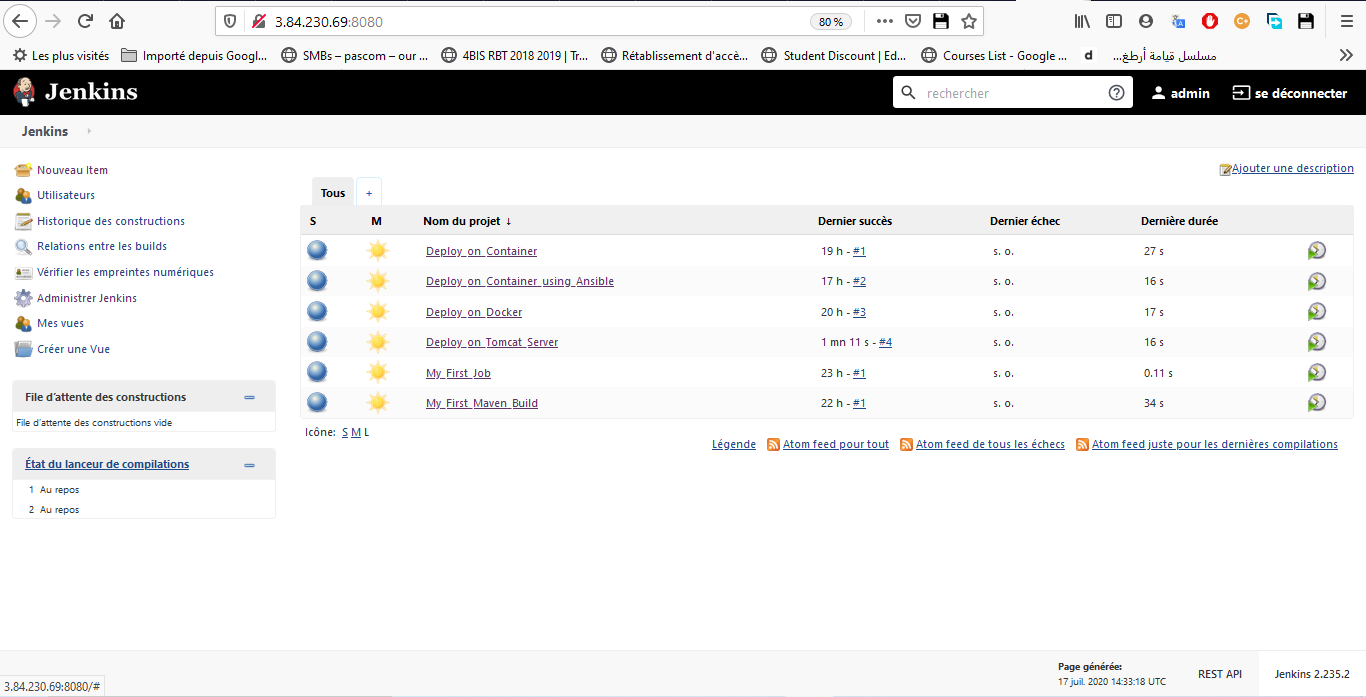 3.84.230.69:8080
80 %
Les plus visités
Importé depuis Googl...
SMBs – pascom – our ...
4BIS RBT 2018 2019 | Tr...
Rétablissement d'accè...
Student Discount | Ed...
Courses List - Google ...
d
مسلسل قيامة أرطغ...
Jenkins
rechercher
admin
se déconnecter
Jenkins
Nouveau Item
Utilisateurs
Historique des constructions
Relations entre les builds
Vérifier les empreintes numériques
Administrer Jenkins
Mes vues
Créer une Vue
File d'attente des constructions
File d'attente des constructions vide
État du lanceur de compilations
1 Au repos
2 Au repos
Ajouter une description
Tous +
S M Nom du projet ↓ Dernier succès Dernier échec Dernière durée
Deploy_on_Container 19 h - #1 s. o. 27 s
Deploy_on_Container_using_Ansible 17 h - #2 s. o. 16 s
Deploy_on_Docker 20 h - #3 s. o. 17 s
Deploy_on_Tomcat_Server 1 mn 11 s - #4 s. o. 16 s
My_First_Job 23 h - #1 s. o. 0.11 s
My_First_Maven_Build 22 h - #1 s. o. 34 s
Icône: S M L
Légende Atom feed pour tout Atom feed de tous les échecs Atom feed juste pour les dernières compilations
Page générée:
17 juil. 2020 14:33:18 UTC
REST API
Jenkins 2.235.2
3.84.230.69:8080/#